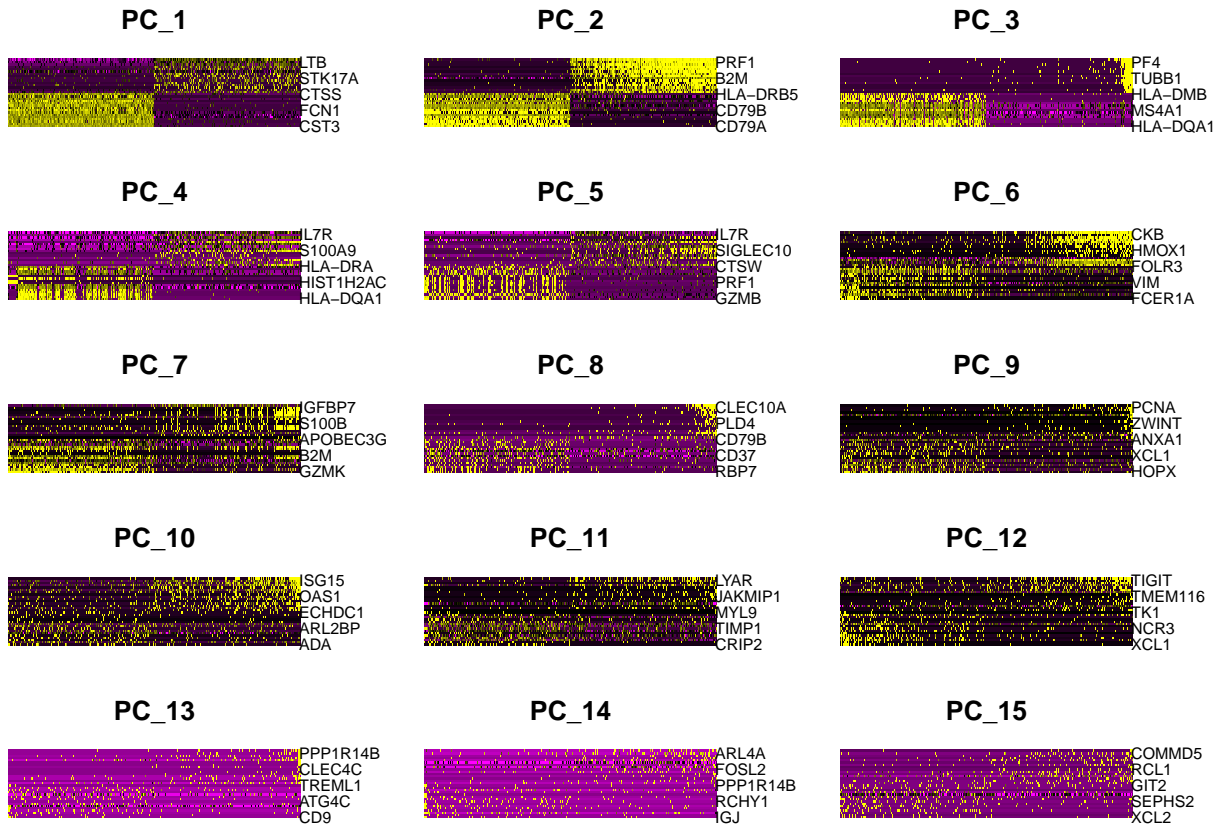 PC_1
LTB
STK17A
CTSS
FCN1
CST3
PC_2
PRF1
B2M
HLA−DRB5
CD79B
CD79A
PC_3
PF4
TUBB1
HLA−DMB
MS4A1
HLA−DQA1
PC_4
IL7R
S100A9
HLA−DRA
HIST1H2AC
HLA−DQA1
PC_5
IL7R
SIGLEC10
CTSW
PRF1
GZMB
PC_6
CKB
HMOX1
FOLR3
VIM
FCER1A
PC_7
IGFBP7
S100B
APOBEC3G
B2M
GZMK
PC_8
CLEC10A
PLD4
CD79B
CD37
RBP7
PC_9
PCNA
ZWINT
ANXA1
XCL1
HOPX
PC_10
ISG15
OAS1
ECHDC1
ARL2BP
ADA
PC_11
LYAR
JAKMIP1
MYL9
TIMP1
CRIP2
PC_12
TIGIT
TMEM116
TK1
NCR3
XCL1
PC_13
PPP1R14B
CLEC4C
TREML1
ATG4C
CD9
PC_14
ARL4A
FOSL2
PPP1R14B
RCHY1
IGJ
PC_15
COMMD5
RCL1
GIT2
SEPHS2
XCL2